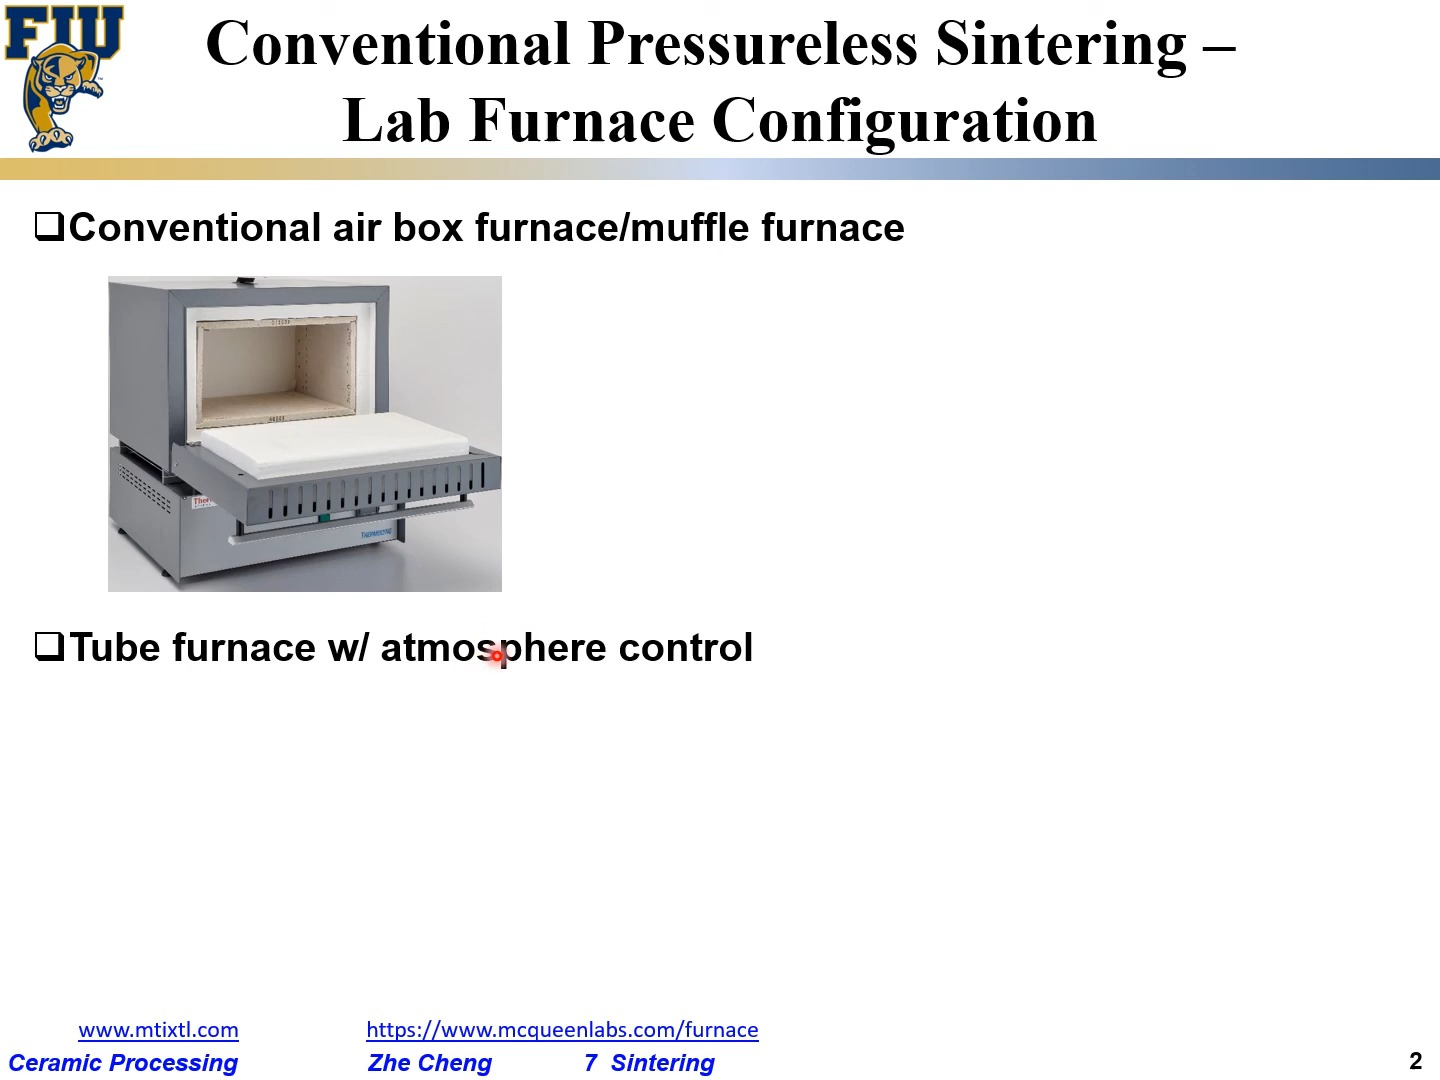 FIU
Conventional Pressureless Sintering –
Lab Furnace Configuration
Conventional air box furnace/muffle furnace
THERMOLYNE
Tube furnace w/ atmosphere control
www.mtixtl.com https://www.mcqueenlabs.com/furnace
Ceramic Processing Zhe Cheng 7 Sintering 2